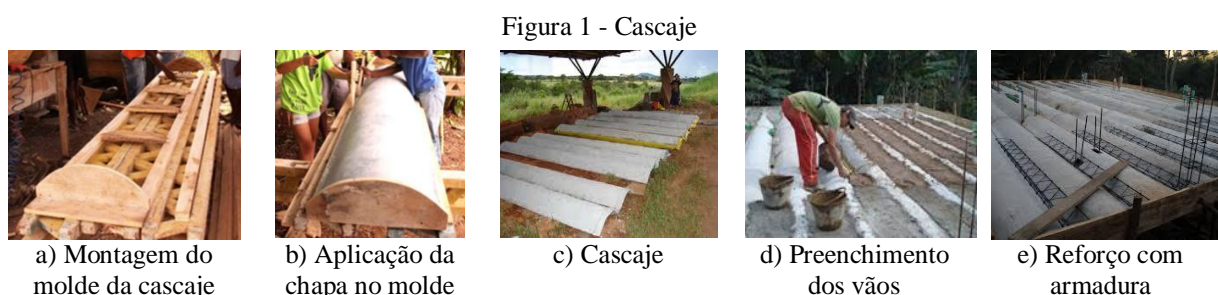 Figura 1 - Cascaje
a) Montagem do
molde da cascaje
b) Aplicação da
chapa no molde
c) Cascaje
d) Preenchimento
dos vãos
e) Reforço com
armadura